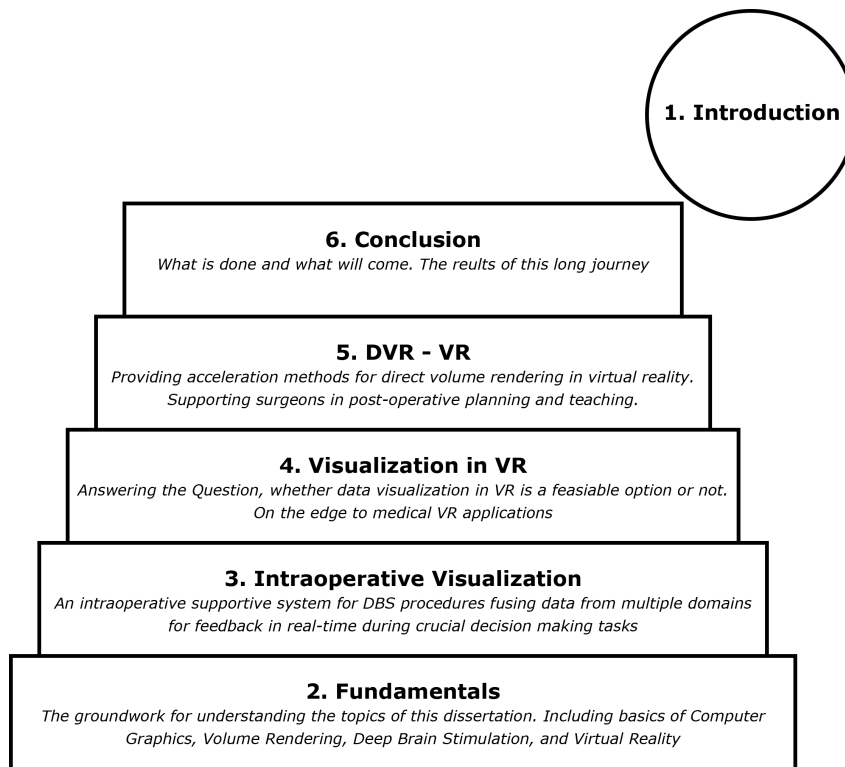 1. Introduction
6. Conclusion
What is done and what will come. The reults of this long journey
5. DVR - VR
Providing acceleration methods for direct volume rendering in virtual reality.
Supporting surgeons in post-operative planning and teaching.
4. Visualization in VR
Answering the Question, whether data visualization in VR is a feasiable option or not.
On the edge to medical VR applications
3. Intraoperative Visualization
An intraoperative supportive system for DBS procedures fusing data from multiple domains
for feedback in real-time during crucial decision making tasks
2. Fundamentals
The groundwork for understanding the topics of this dissertation. Including basics of Computer
Graphics, Volume Rendering, Deep Brain Stimulation, and Virtual Reality